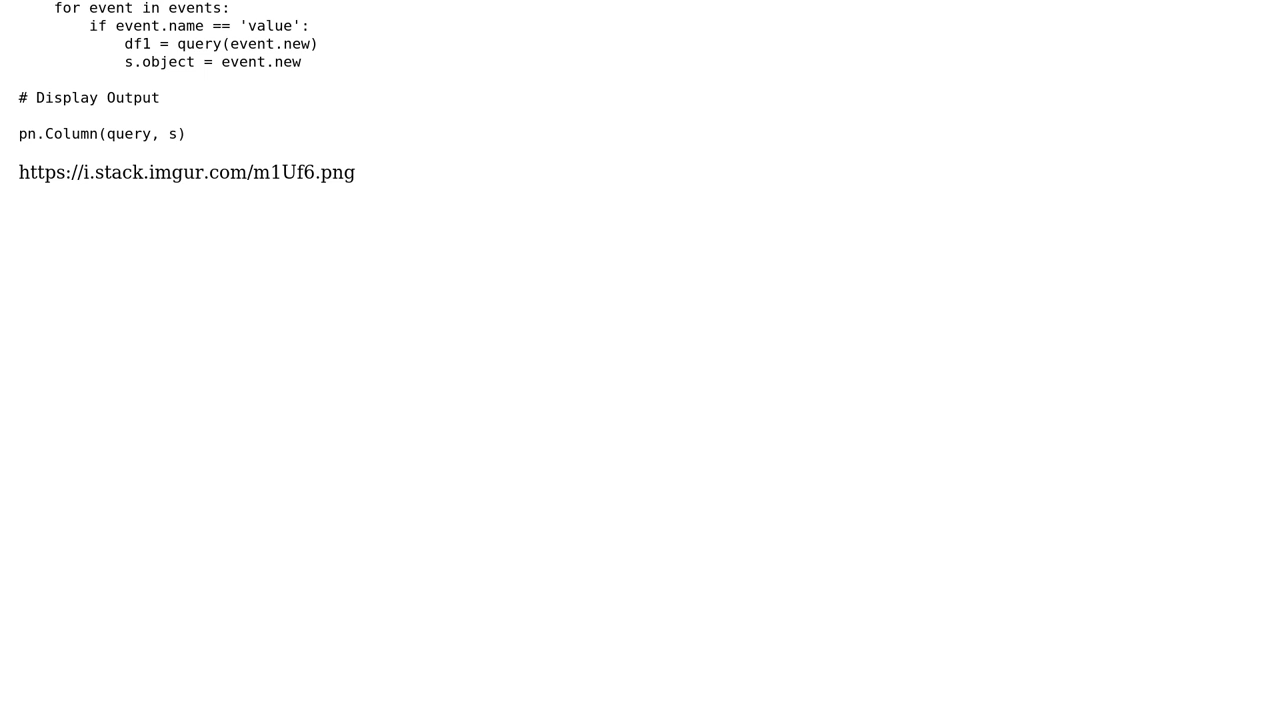 for event in events:
        if event.name == 'value':
            df1 = query(event.new)
            s.object = event.new

# Display Output

pn.Column(query, s)

https://i.stack.imgur.com/m1Uf6.png